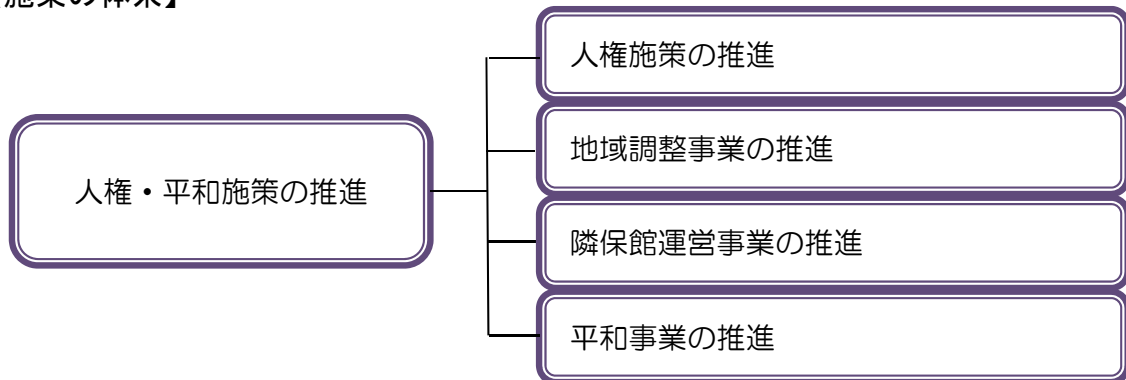 施策の体系】
人権・平和施策の推進
人権施策の推進
地域調整事業の推進
隣保館運営事業の推進
平和事業の推進